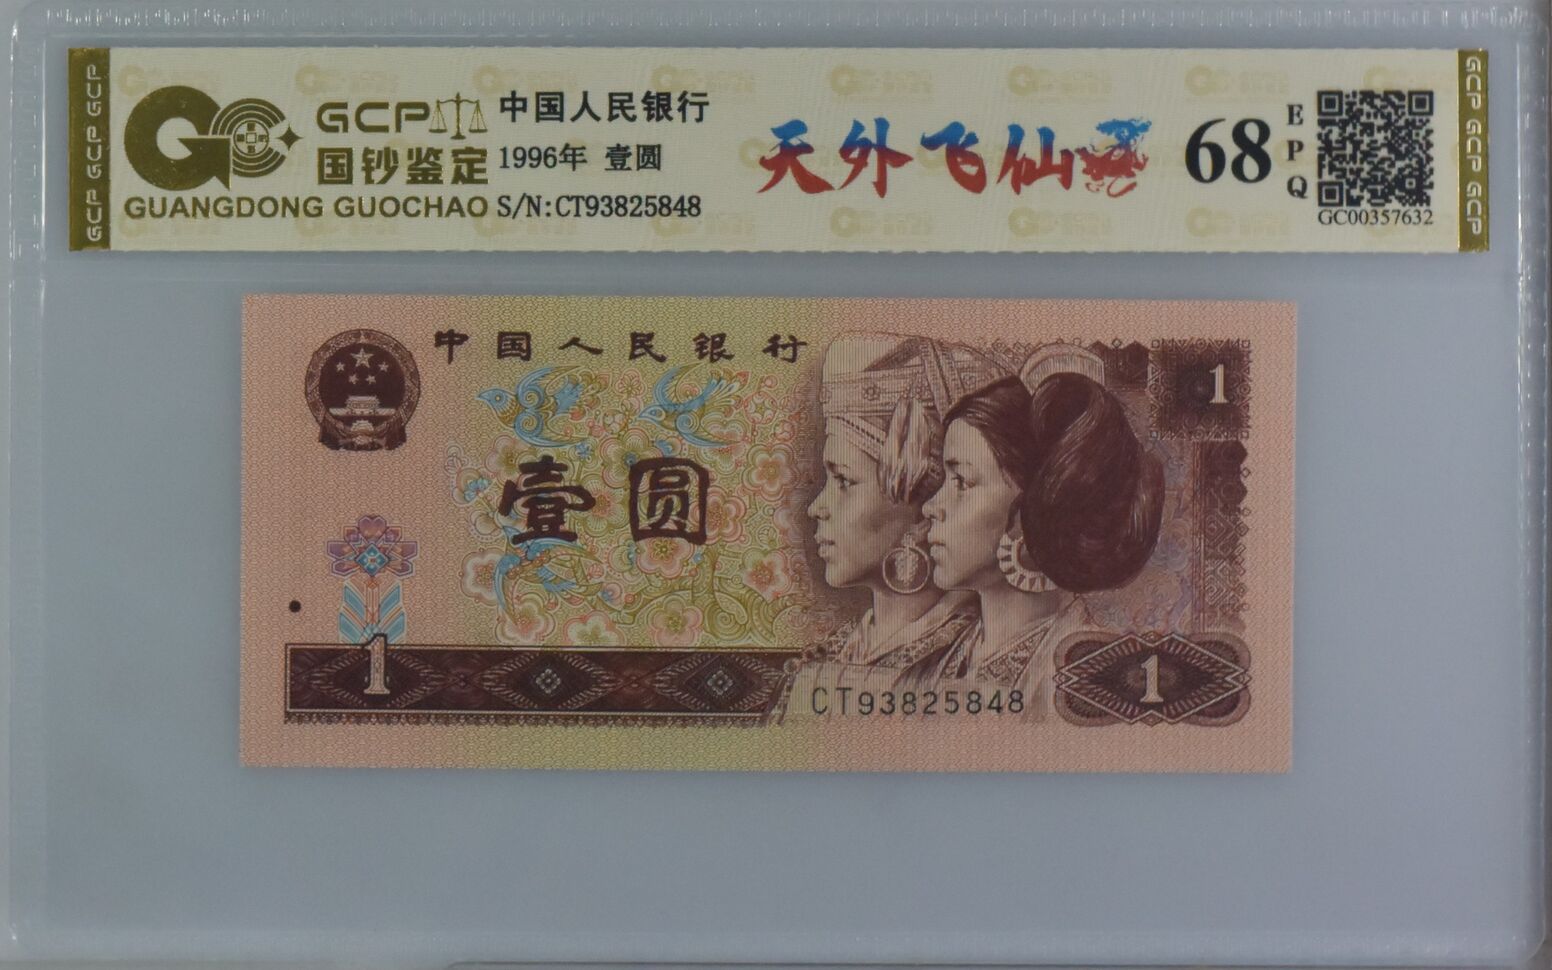 GCP
国钞鉴定
GUANGDONG GUOCHAO
中国人民银行
1996年 壹圆
S/N:CT93825848
天外飞仙
68
EPQ
GC00357632
GCP GCP GCP
GCP GCP GCP
中国人民银行
1
壹圆
1
CT93825848
1